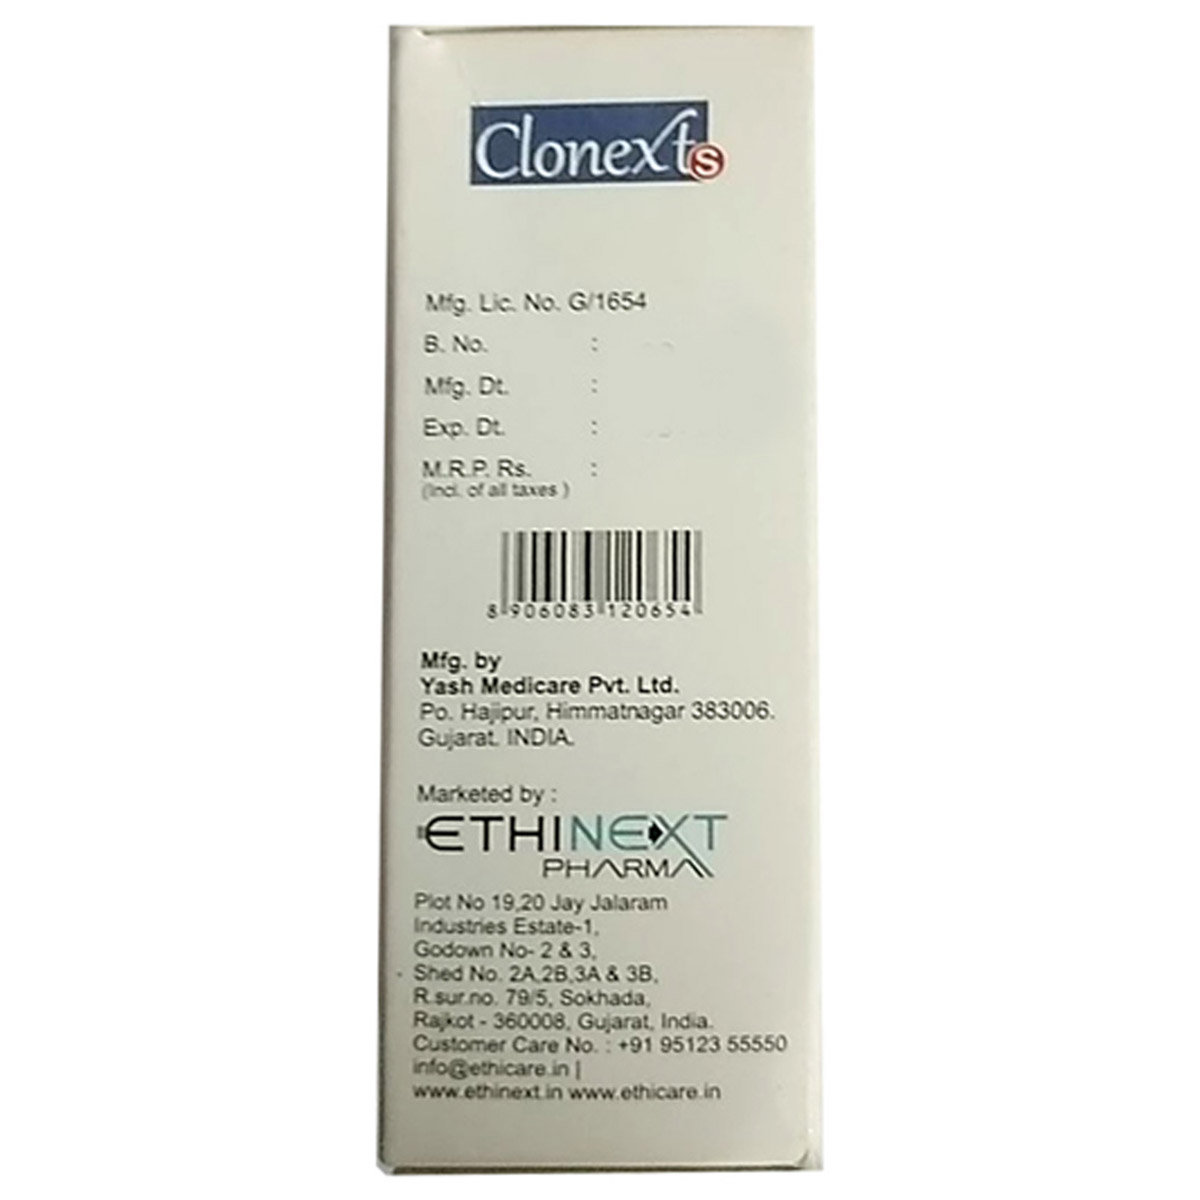 Clonext s
Mfg. Lic. No. G/1654
B. No. :
Mfg. Dt. :
Exp. Dt. :
M.R.P. Rs. :
(Incl. of all taxes )
8 906083 120654
Mfg. by
Yash Medicare Pvt. Ltd.
Po. Hajipur, Himmatnagar 383006.
Gujarat. INDIA.
Marketed by :
ETHINEXT
PHARMA
Plot No 19,20 Jay Jalaram
Industries Estate-1,
Godown No- 2 & 3,
Shed No. 2A,2B,3A & 3B,
R.sur.no. 79/5, Sokhada,
Rajkot - 360008, Gujarat, India.
Customer Care No. : +91 95123 55550
info@ethicare.in |
www.ethinext.in www.ethicare.in